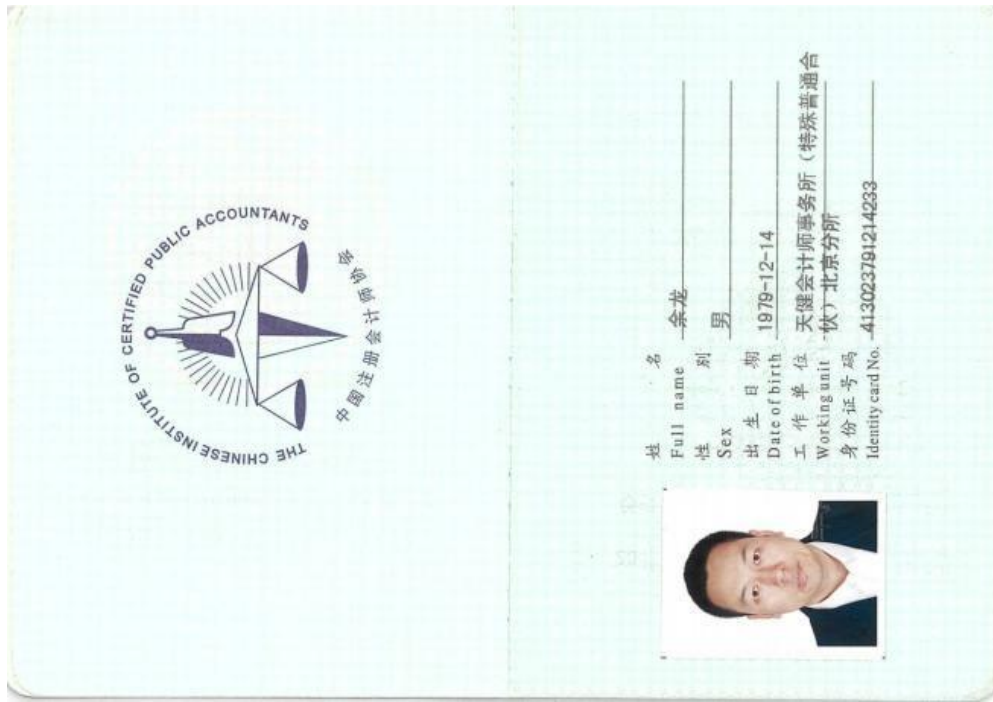 THE CHINESE INSTITUTE OF CERTIFIED PUBLIC ACCOUNTANTS
中国注册会计师协会
姓 名 余龙
Full name
性 别 男
Sex
出 生 日 期 1979-12-14
Date of birth
工 作 单 位 天健会计师事务所（特殊普通合
Working unit 伙）北京分所
身 份 证 号 码 413023791214233
Identity card No.